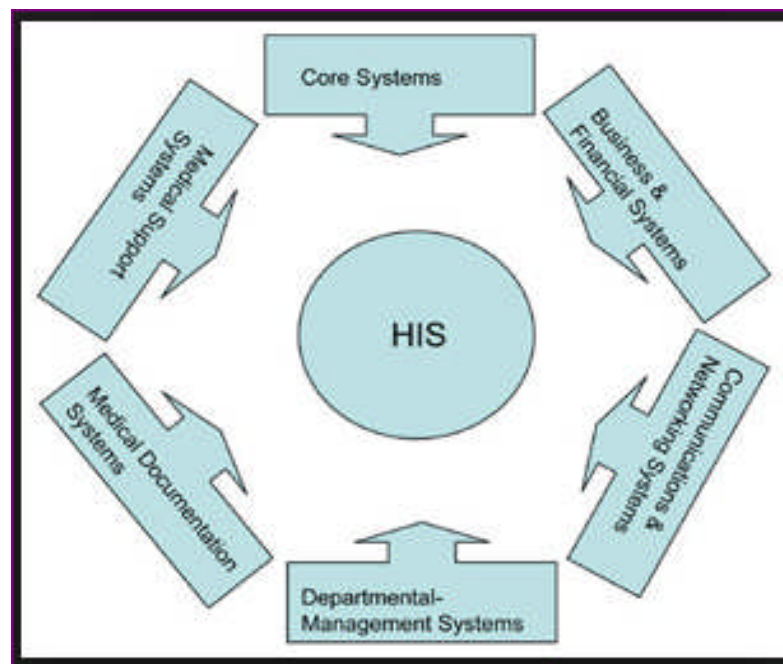 Core Systems
Business &
Financial Systems
Communications &
Networking Systems
Departmental-
Management Systems
Medical Documentation
Systems
Medical Support
Systems
HIS